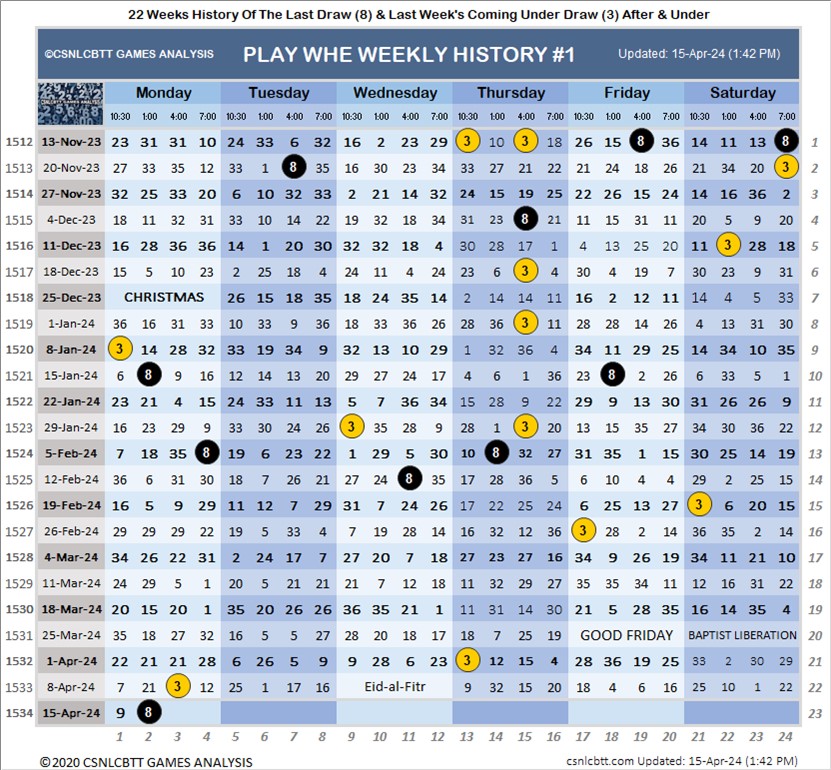 22 Weeks History Of The Last Draw (8) & Last Week's Coming Under Draw (3) After & Under
©CSNLCBTT GAMES ANALYSIS PLAY WHE WEEKLY HISTORY #1 Updated: 15-Apr-24 (1:42 PM)
CSNLCBTT GAMES ANALYSIS Monday Tuesday Wednesday Thursday Friday Saturday
10:30 1:00 4:00 7:00 10:30 1:00 4:00 7:00 10:30 1:00 4:00 7:00 10:30 1:00 4:00 7:00 10:30 1:00 4:00 7:00 10:30 1:00 4:00 7:00
1512 13-Nov-23 23 31 31 10 24 33 6 32 16 2 23 29 3 10 3 18 26 15 8 36 14 11 13 8 1
1513 20-Nov-23 27 33 35 12 33 1 8 35 16 30 23 34 33 27 21 22 21 24 18 26 21 34 20 3 2
1514 27-Nov-23 32 25 33 20 6 10 32 33 2 21 14 32 24 15 19 25 22 26 15 24 14 16 36 2 3
1515 4-Dec-23 18 11 32 31 33 10 14 22 19 32 18 34 31 23 8 21 11 15 31 11 20 5 9 20 4
1516 11-Dec-23 16 28 36 36 14 1 20 30 32 32 18 4 30 28 17 1 4 13 25 20 11 3 28 18 5
1517 18-Dec-23 15 5 10 23 2 25 18 4 24 11 4 24 23 6 3 4 30 4 19 7 30 23 9 31 6
1518 25-Dec-23 CHRISTMAS 26 15 18 35 18 24 35 14 2 14 14 11 16 2 12 11 14 4 5 33 7
1519 1-Jan-24 36 16 31 33 10 33 9 36 18 33 36 26 28 36 3 11 28 28 14 26 4 13 31 30 8
1520 8-Jan-24 3 14 28 32 33 19 34 9 32 13 10 29 1 32 36 4 34 11 29 25 14 34 10 35 9
1521 15-Jan-24 6 8 9 16 12 14 13 20 29 27 24 17 4 6 1 36 23 8 2 26 6 33 5 1 10
1522 22-Jan-24 23 21 4 15 24 33 11 13 5 7 36 34 15 28 9 22 29 9 13 30 31 26 26 9 11
1523 29-Jan-24 16 23 29 9 33 30 24 26 3 35 28 9 28 1 3 20 13 15 35 27 34 30 36 22 12
1524 5-Feb-24 7 18 35 8 19 6 23 22 1 29 5 30 10 8 32 27 31 35 1 15 30 25 14 19 13
1525 12-Feb-24 36 6 31 30 18 7 26 21 27 24 8 35 17 28 36 5 6 10 4 4 29 2 25 15 14
1526 19-Feb-24 16 5 9 29 11 12 7 29 31 7 24 26 17 22 25 24 6 25 13 27 3 6 20 15 15
1527 26-Feb-24 29 29 29 22 19 5 33 4 7 19 28 14 16 32 12 36 3 28 2 14 36 35 2 14 16
1528 4-Mar-24 34 26 22 31 2 24 17 7 27 20 7 18 27 23 17 16 34 9 26 19 34 11 21 10 17
1529 11-Mar-24 24 29 5 1 20 5 21 21 21 7 12 18 11 32 29 27 35 35 34 11 12 16 31 22 18
1530 18-Mar-24 20 15 20 1 35 20 26 26 36 35 21 1 11 31 14 30 21 5 28 35 16 14 35 4 19
1531 25-Mar-24 35 18 27 32 16 5 5 27 28 20 18 17 18 7 25 19 GOOD FRIDAY BAPTIST LIBERATION 20
1532 1-Apr-24 22 21 21 28 6 26 5 9 9 28 6 23 3 12 15 4 28 36 19 25 33 2 30 29 21
1533 8-Apr-24 7 21 3 12 25 1 17 16 Eid-al-Fitr 9 32 15 20 18 4 6 16 25 10 1 22 22
1534 15-Apr-24 9 8 23
1 2 3 4 5 6 7 8 9 10 11 12 13 14 15 16 17 18 19 20 21 22 23 24
©2020 CSNLCBTT GAMES ANALYSIS csnlcbtt.com Updated: 15-Apr-24 (1:42 PM)